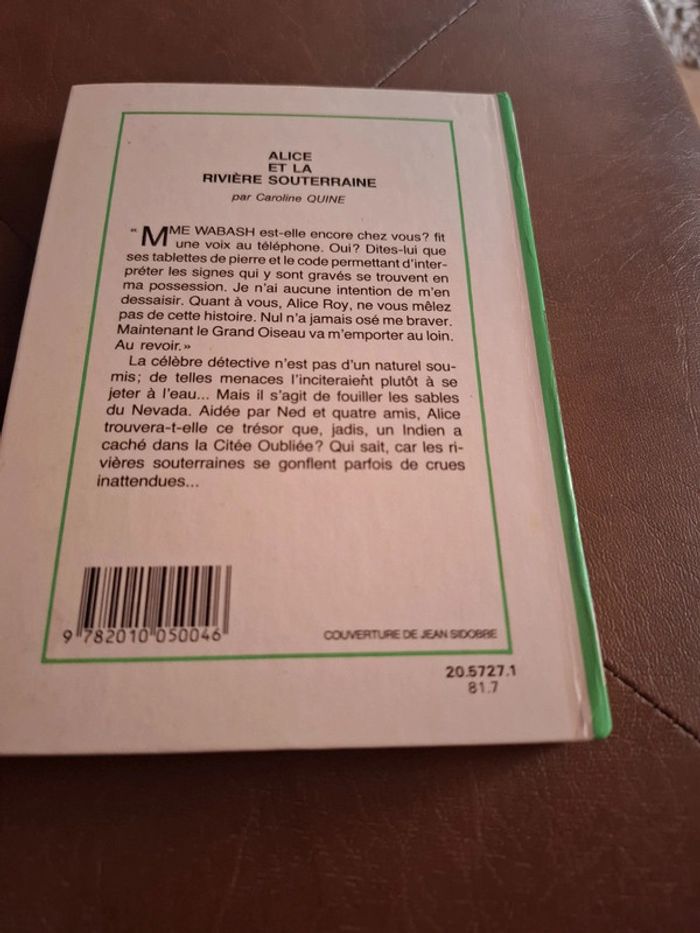 ALICE
ET LA
RIVIÈRE SOUTERRAINE
par Caroline QUINE
« MME WABASH est-elle encore chez vous? fit
une voix au téléphone. Oui? Dites-lui que
ses tablettes de pierre et le code permettant d'inter-
préter les signes qui y sont gravés se trouvent en
ma possession. Je n'ai aucune intention de m'en
dessaisir. Quant à vous, Alice Roy, ne vous mêlez
pas de cette histoire. Nul n'a jamais osé me braver.
Maintenant le Grand Oiseau va m'emporter au loin.
Au revoir.»
La célèbre détective n'est pas d'un naturel sou-
mis; de telles menaces l'inciteraient plutôt à se
jeter à l'eau... Mais il s'agit de fouiller les sables
du Nevada. Aidée par Ned et quatre amis, Alice
trouvera-t-elle ce trésor que, jadis, un Indien a
caché dans la Citée Oubliée? Qui sait, car les ri-
vières souterraines se gonflent parfois de crues
inattendues...
9 782010 050046
COUVERTURE DE JEAN SIDOBRE
20.5727.1
81.7